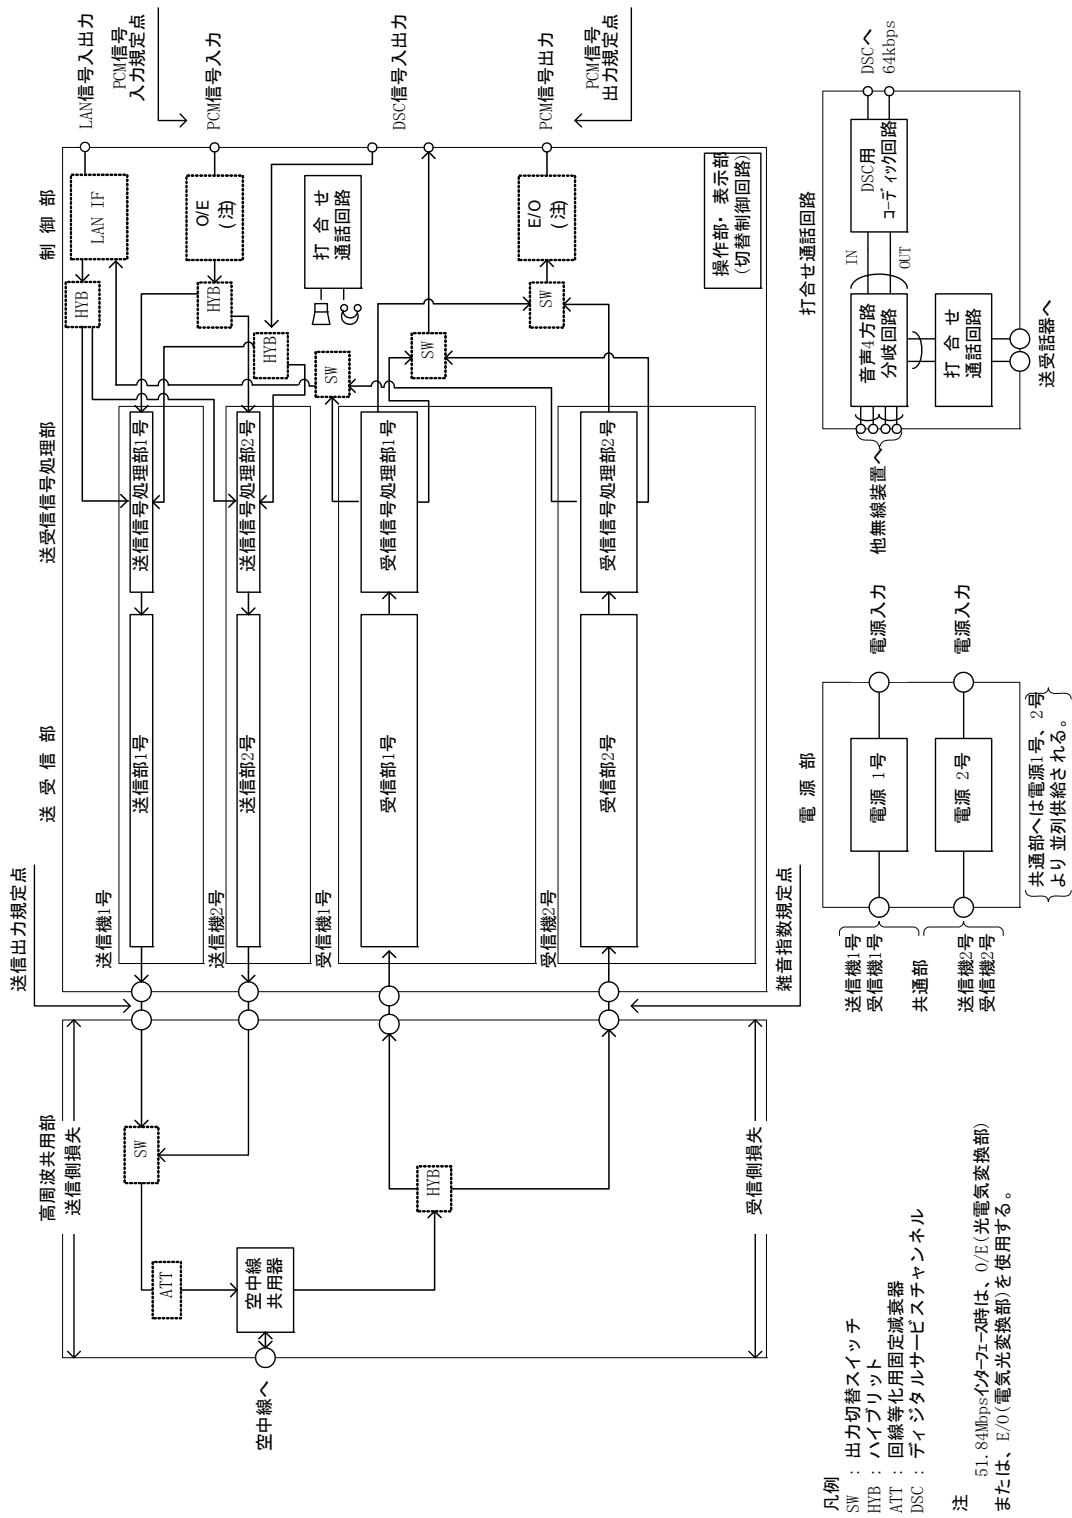 高周波共用部
送信側損失
空中線へ
空中線
共用器
ATT
SW
HYB
受信側損失
送信出力規定点
雑音指数規定点
送受信部
送信機1号
送信部1号
送信機2号
送信部2号
受信機1号
受信部1号
受信機2号
受信部2号
送受信信号処理部
送信信号処理部1号
送信信号処理部2号
受信信号処理部1号
受信信号処理部2号
制御部
HYB
LAN IF
HYB
O/E
(注)
HYB
打合せ
通話回路
SW
SW
SW
E/O
(注)
操作部・表示部
(切替制御回路)
LAN信号入出力
PCM信号
入力規定点
PCM信号入力
DSC信号入出力
PCM信号出力
PCM信号
出力規定点
凡例
SW : 出力切替スイッチ
HYB : ハイブリット
ATT : 回線等化用固定減衰器
DSC : ディジタルサービスチャンネル
注
51.84Mbpsインターフェース時は、O/E(光電気変換部)
または、E/O(電気光変換部)を使用する。
電源部
送信機1号
受信機1号
共通部
送信機2号
受信機2号
電源 1号
電源 2号
電源入力
電源入力
共通部へは電源1号、2号
より並列供給される。
打合せ通話回路
他無線装置へ
音声4方路
分岐回路
IN
OUT
DSC用
コーディック回路
DSCへ
64kbps
打合せ
通話回路
送受話器へ